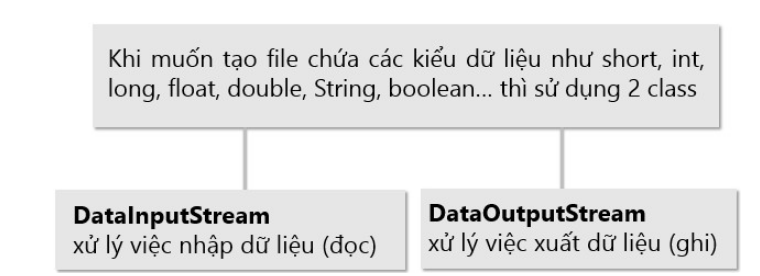 Khi muốn tạo file chứa các kiểu dữ liệu như short, int,
long, float, double, String, boolean... thì sử dụng 2 class
DataInputStream
xử lý việc nhập dữ liệu (đọc)
DataOutputStream
xử lý việc xuất dữ liệu (ghi)